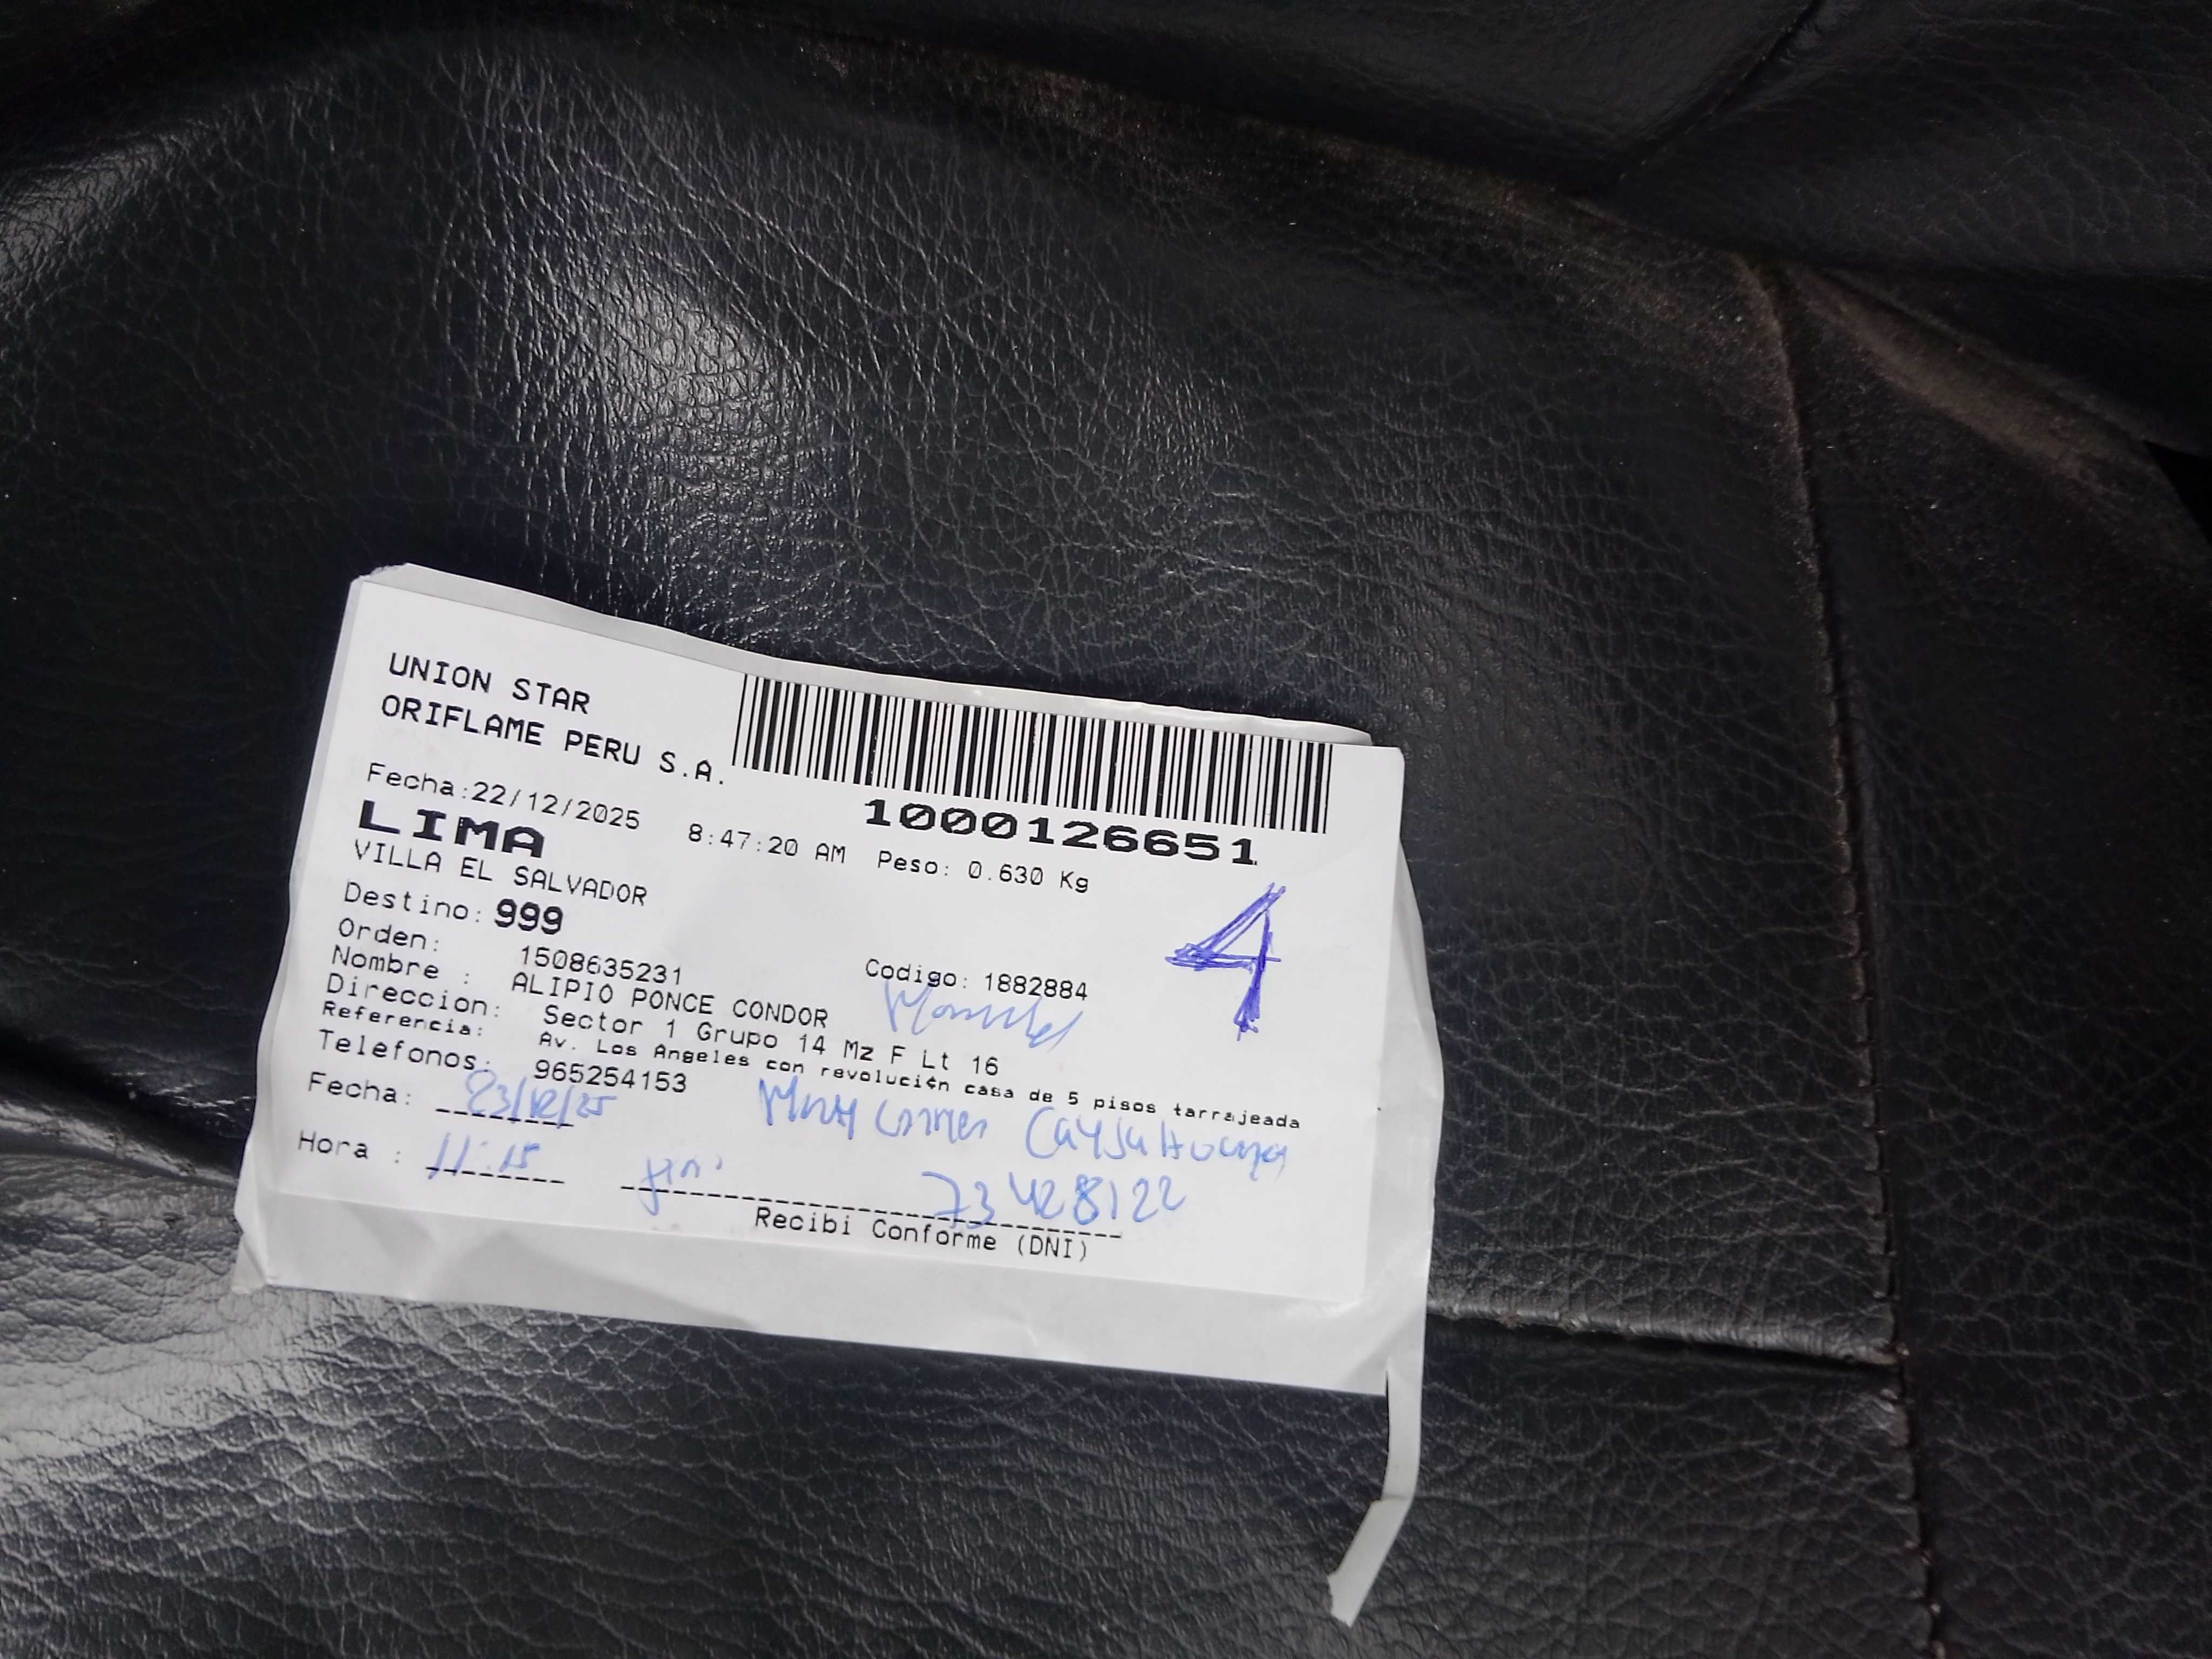 UNION STAR
ORIFLAME PERU S.A.
1000126651
Fecha:22/12/2025 8:47:20 AM Peso: 0.630 Kg
LIMA
VILLA EL SALVADOR
Destino: 999
4
Orden: 1508635231 Codigo: 1882884
Nombre : ALIPIO PONCE CONDOR
Direccion: Sector 1 Grupo 14 Mz F Lt 16
Referencia: Av. Los Angeles con revolución casa de 5 pisos tarrajeada
Telefonos: 965254153
Fecha: 23/12/25
Hora : 11:15
73428122
Recibi Conforme (DNI)